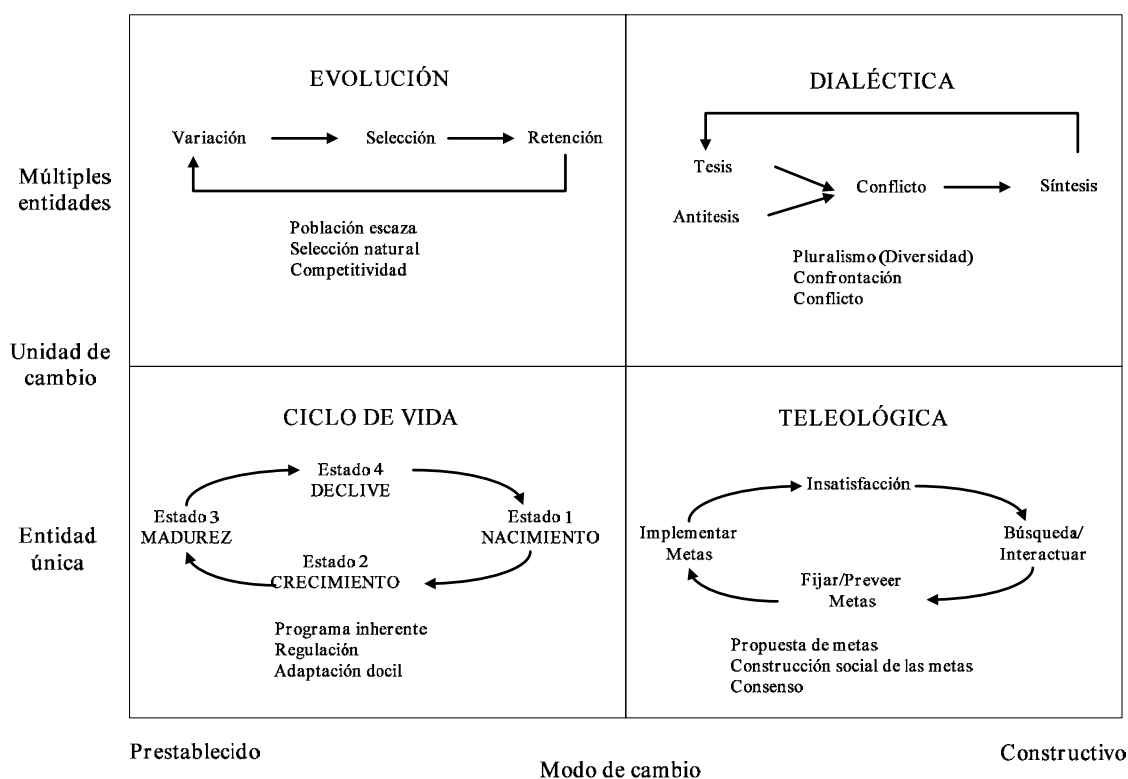 EVOLUCIÓN
Variación
Selección
Retención
Población escaza
Selección natural
Competitividad
DIALÉCTICA
Tesis
Antitesis
Conflicto
Síntesis
Pluralismo (Diversidad)
Confrontación
Conflicto
Múltiples
entidades
Unidad de
cambio
Entidad
única
CICLO DE VIDA
Estado 4
DECLIVE
Estado 3
MADUREZ
Estado 1
NACIMIENTO
Estado 2
CRECIMIENTO
Programa inherente
Regulación
Adaptación docil
TELEOLÓGICA
Insatisfacción
Implementar
Metas
Búsqueda/
Interactuar
Fijar/Preveer
Metas
Propuesta de metas
Construcción social de las metas
Consenso
Prestablecido
Modo de cambio
Constructivo